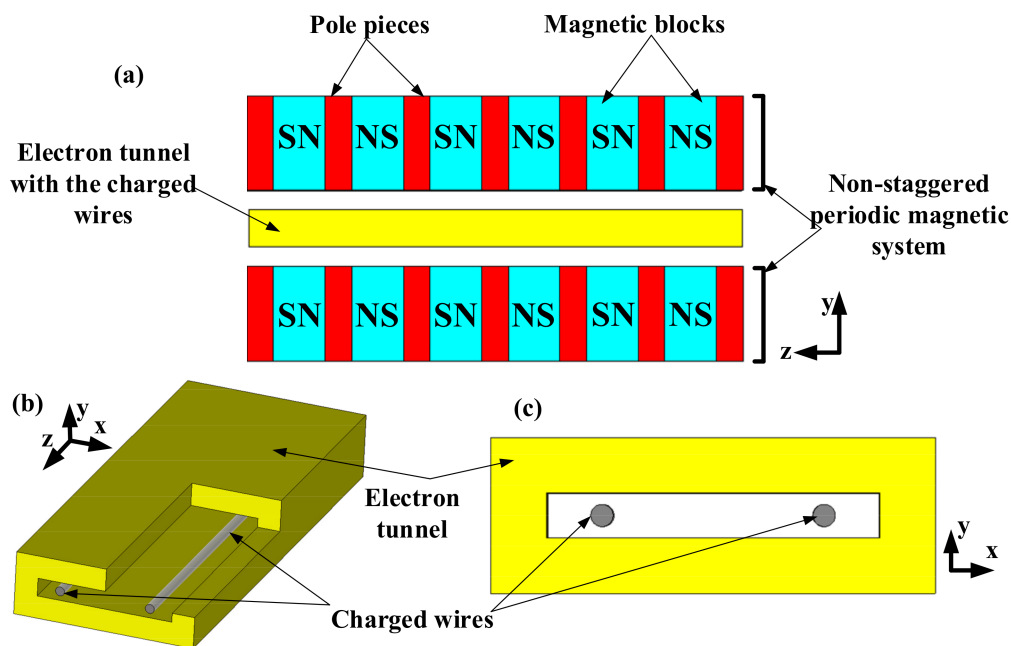 Pole pieces
Magnetic blocks
(a)
SN NS SN NS SN NS
Electron tunnel
with the charged
wires
Non-staggered
periodic magnetic
system
SN NS SN NS SN NS
y
z
(b)
y
z
x
(c)
Electron
tunnel
y
x
Charged wires